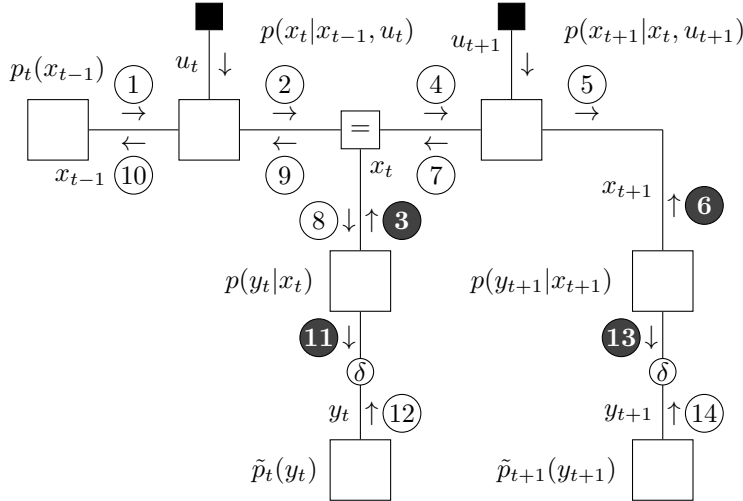 p(x_t|x_{t−1}, u_t) p(x_{t+1}|x_t, u_{t+1})
u_t u_{t+1}
↓ ↓
p_t(x_{t−1}) 1 2 4 5
→ → → →
=
← ← ←
x_{t−1} 10 9 x_t 7
x_{t+1}
8 ↓ ↑ 3 ↑ 6
p(y_t|x_t) p(y_{t+1}|x_{t+1})
11 ↓ 13 ↓
δ δ
y_t ↑ 12 y_{t+1} ↑ 14
p̃_t(y_t) p̃_{t+1}(y_{t+1})